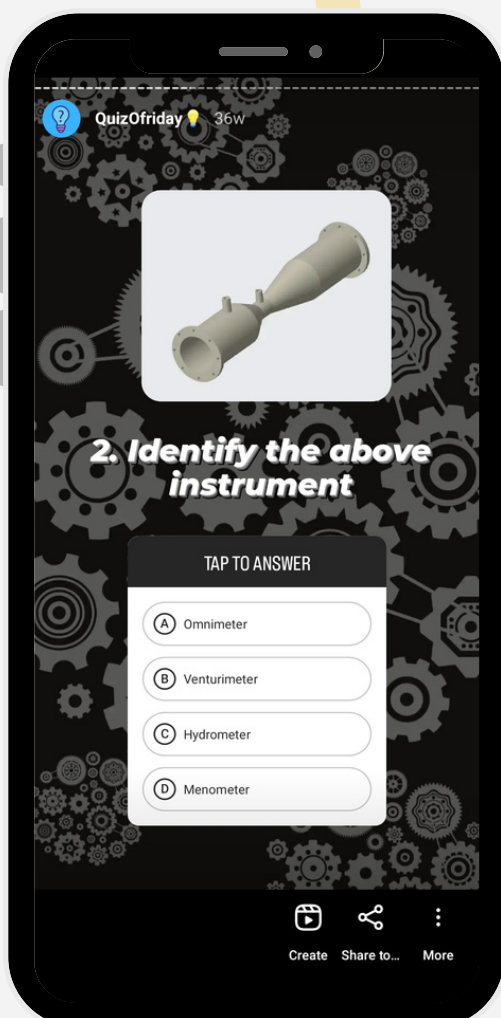 QuizOfriday💡 36w
2. Identify the above
instrument
TAP TO ANSWER
A Omnimeter
B Venturimeter
C Hydrometer
D Menometer
Create Share to... More